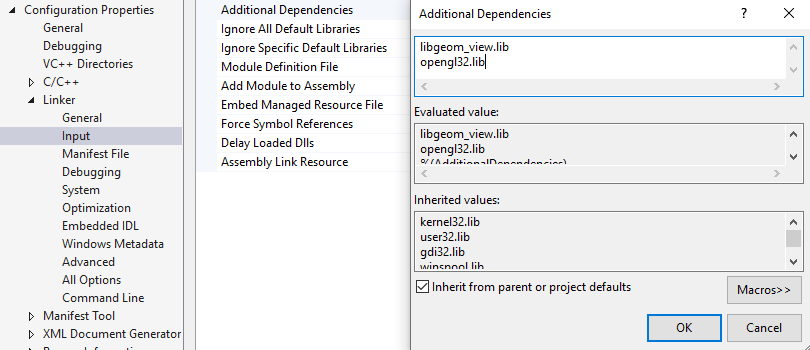 Configuration Properties
General
Debugging
VC++ Directories
C/C++
Linker
General
Input
Manifest File
Debugging
System
Optimization
Embedded IDL
Windows Metadata
Advanced
All Options
Command Line
Manifest Tool
XML Document Generator
Additional Dependencies
Ignore All Default Libraries
Ignore Specific Default Libraries
Module Definition File
Add Module to Assembly
Embed Managed Resource File
Force Symbol References
Delay Loaded Dlls
Assembly Link Resource
Additional Dependencies
?
libgeom_view.lib
opengl32.lib
Evaluated value:
libgeom_view.lib
opengl32.lib
%(AdditionalDependencies)
Inherited values:
kernel32.lib
user32.lib
gdi32.lib
winspool.lib
Inherit from parent or project defaults
Macros>>
OK
Cancel